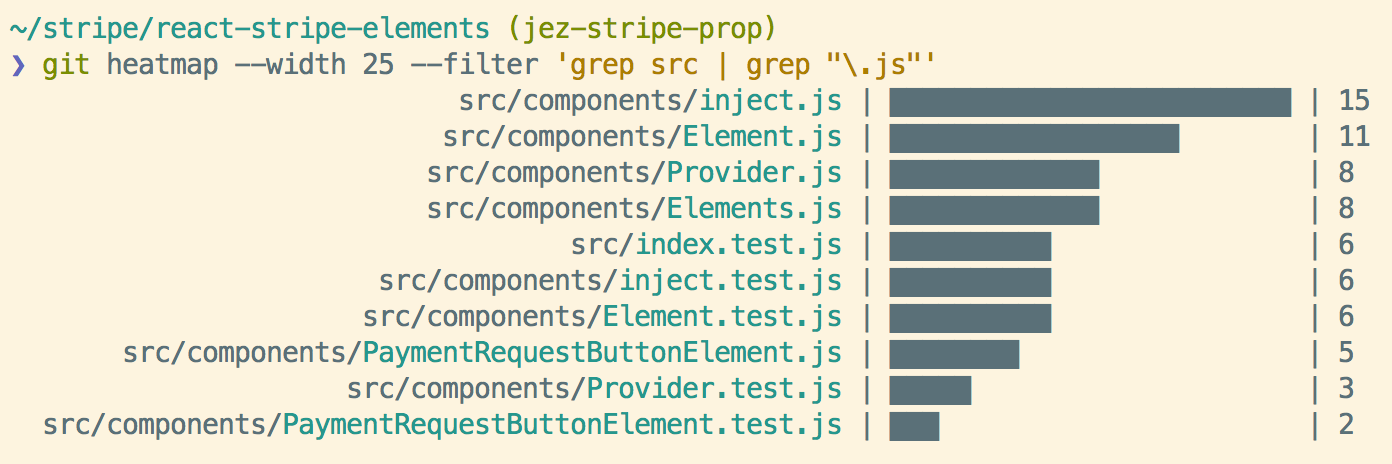 ~/stripe/react-stripe-elements (jez-stripe-prop)
❯ git heatmap --width 25 --filter 'grep src | grep "\.js"'
src/components/inject.js | | 15
src/components/Element.js | | 11
src/components/Provider.js | | 8
src/components/Elements.js | | 8
src/index.test.js | | 6
src/components/inject.test.js | | 6
src/components/Element.test.js | | 6
src/components/PaymentRequestButtonElement.js | | 5
src/components/Provider.test.js | | 3
src/components/PaymentRequestButtonElement.test.js | | 2